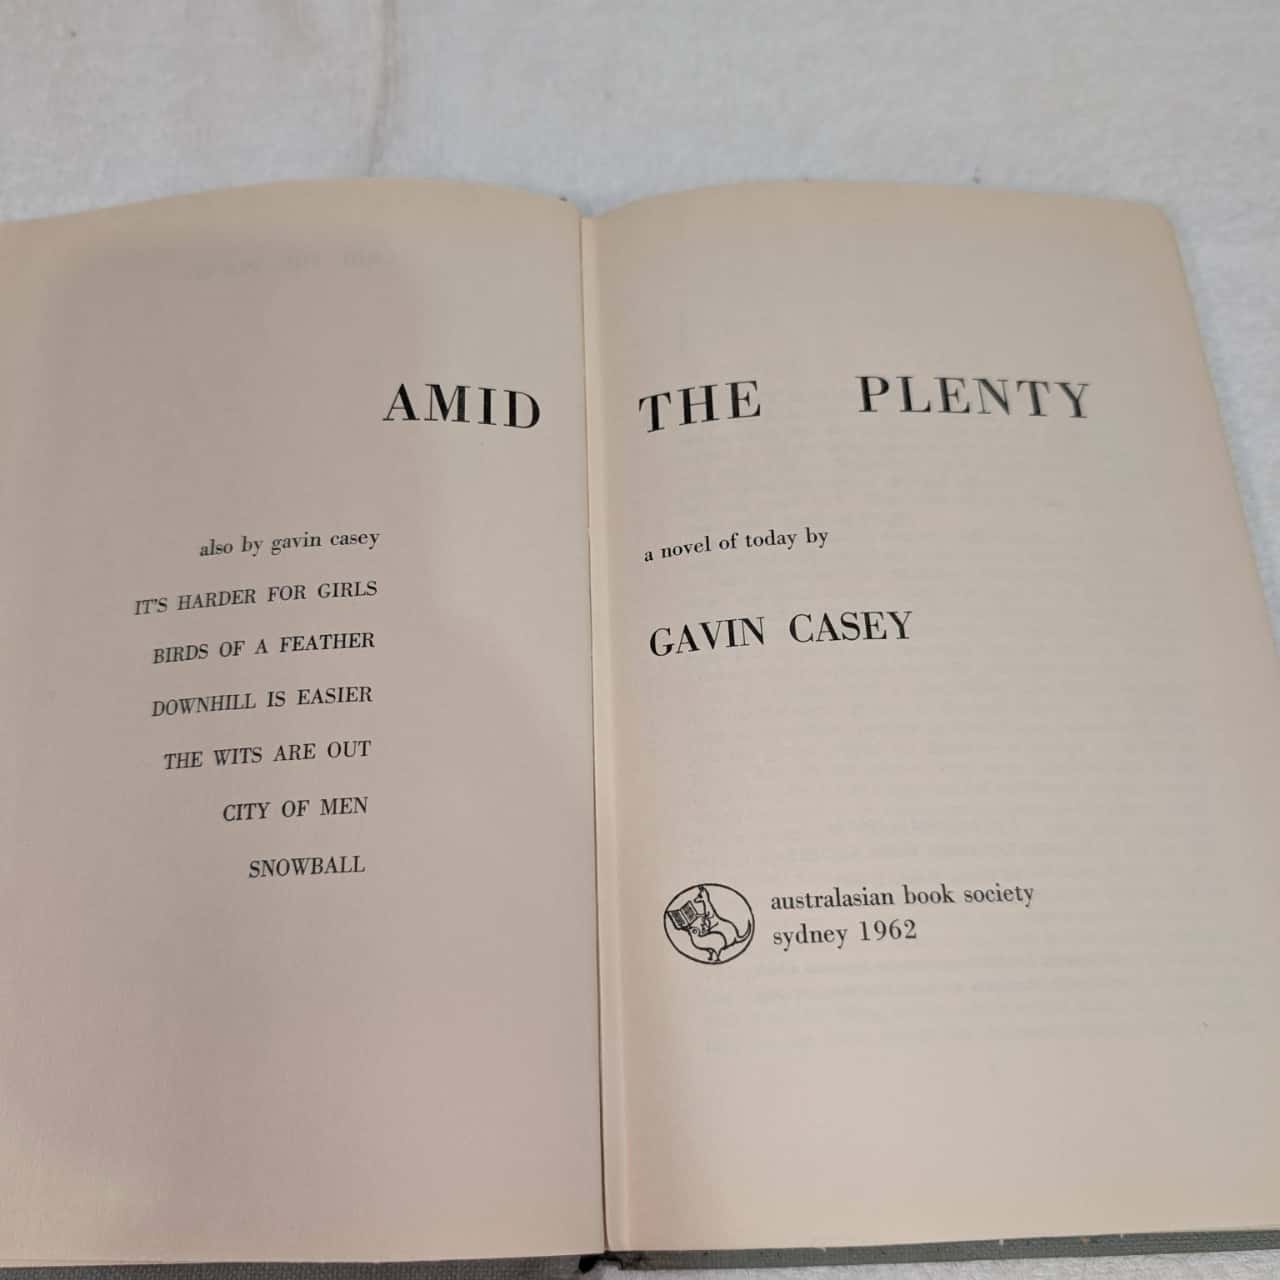 AMID THE PLENTY
also by gavin casey
IT'S HARDER FOR GIRLS
BIRDS OF A FEATHER
DOWNHILL IS EASIER
THE WITS ARE OUT
CITY OF MEN
SNOWBALL
a novel of today by
GAVIN CASEY
australasian book society
sydney 1962